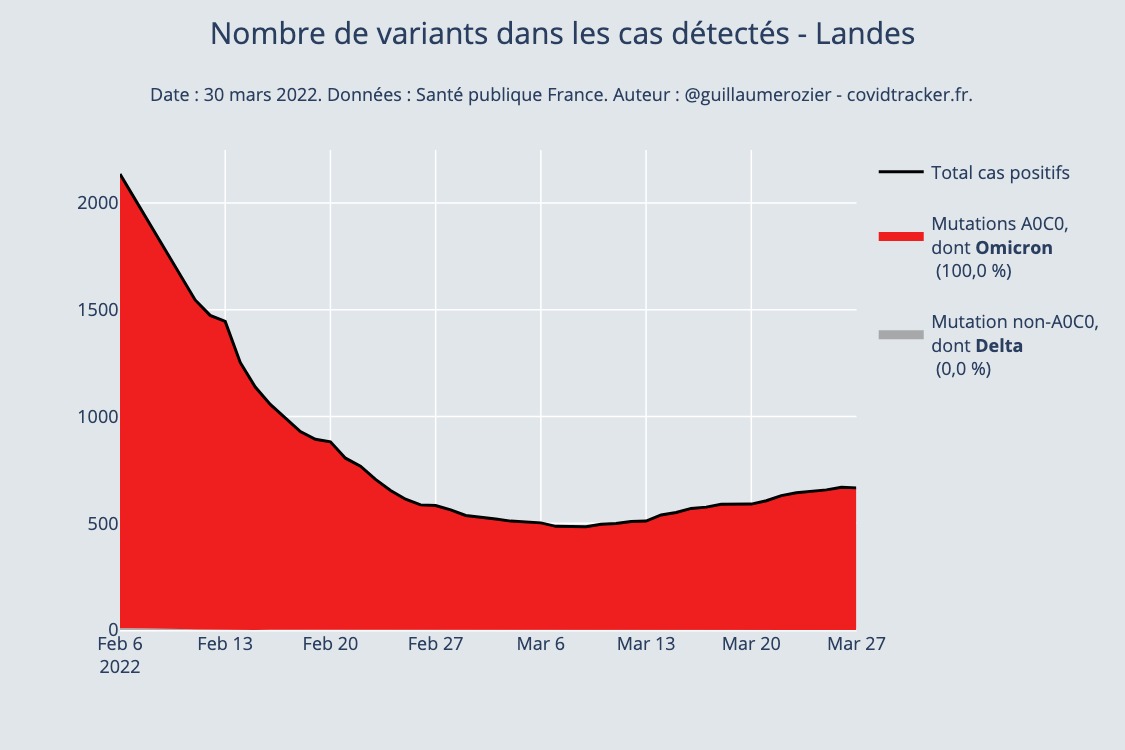 Nombre de variants dans les cas détectés - Landes
Date : 30 mars 2022. Données : Santé publique France. Auteur : @guillaumerozier - covidtracker.fr.
Total cas positifs
Mutations A0C0,
dont Omicron
(100,0 %)
Mutation non-A0C0,
dont Delta
(0,0 %)
2000
1500
1000
500
0
Feb 6 Feb 13 Feb 20 Feb 27 Mar 6 Mar 13 Mar 20 Mar 27
2022